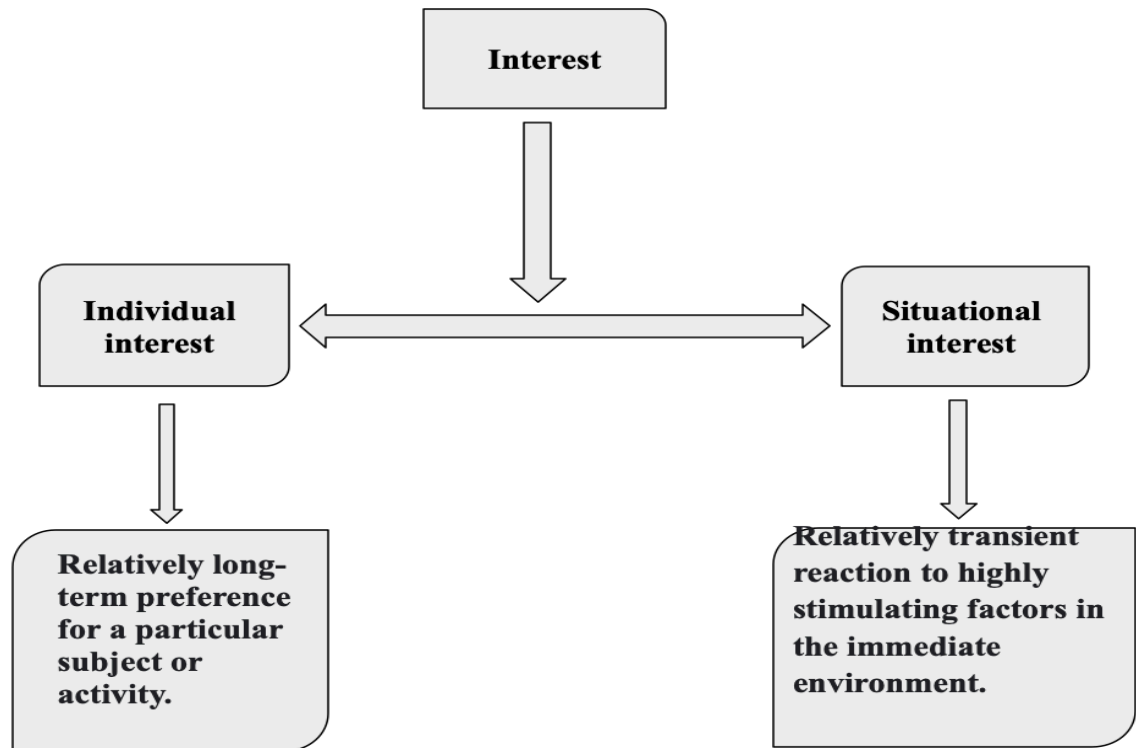 Interest
Individual
interest
Situational
interest
Relatively long-
term preference
for a particular
subject or
activity.
Relatively transient
reaction to highly
stimulating factors in
the immediate
environment.